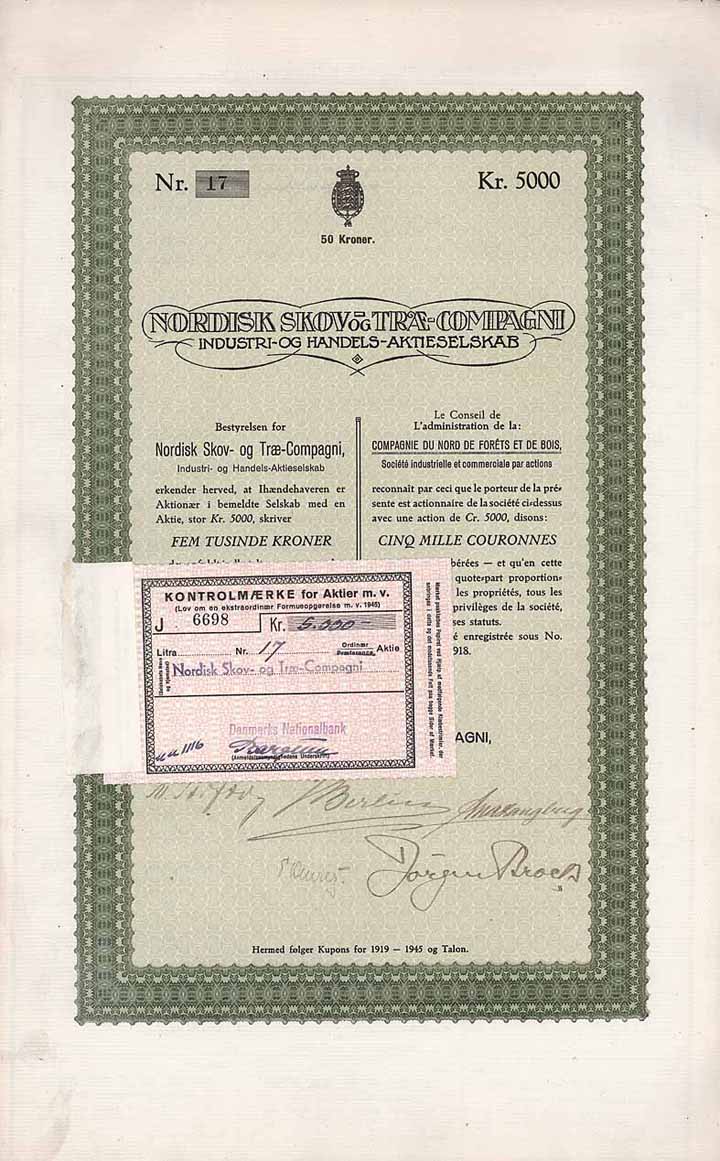 Nr. 17
Kr. 5000
50 Kroner.
NORDISK SKOV- OG TRÆ-COMPAGNI
INDUSTRI- OG HANDELS-AKTIESELSKAB
Bestyrelsen for
Nordisk Skov- og Træ-Compagni,
Industri- og Handels-Aktieselskab
erkender herved, at Ihændehaveren er
Aktionær i bemeldte Selskab med en
Aktie, stor Kr. 5000, skriver
FEM TUSINDE KRONER
Le Conseil de
L'administration de la:
COMPAGNIE DU NORD DE FORÊTS ET DE BOIS,
Société industrielle et commerciale par actions
reconnaît par ceci que le porteur de la pré-
sente est actionnaire de la société ci-dessus
avec une action de Cr. 5000, disons:
CINQ MILLE COURONNES
bérées — et qu'en cette
quote-part proportion-
les propriétés, tous les
privilèges de la société,
ses statuts.
é enregistrée sous No.
918.
AGNI,
KONTROLMÆRKE for Aktier m. v.
(Lov om en ekstraordinær Formueopgørelse m. v. 1945)
J 6698 Kr. 5.000-
Litra Nr. 17 Ordinær Præference Aktie
Nordisk Skov- og Træ-Compagni
Danmarks Nationalbank
(Anmeldelsesmyndighedens Underskrift)
Jørgen Brock
Hermed følger Kupons for 1919 — 1945 og Talon.